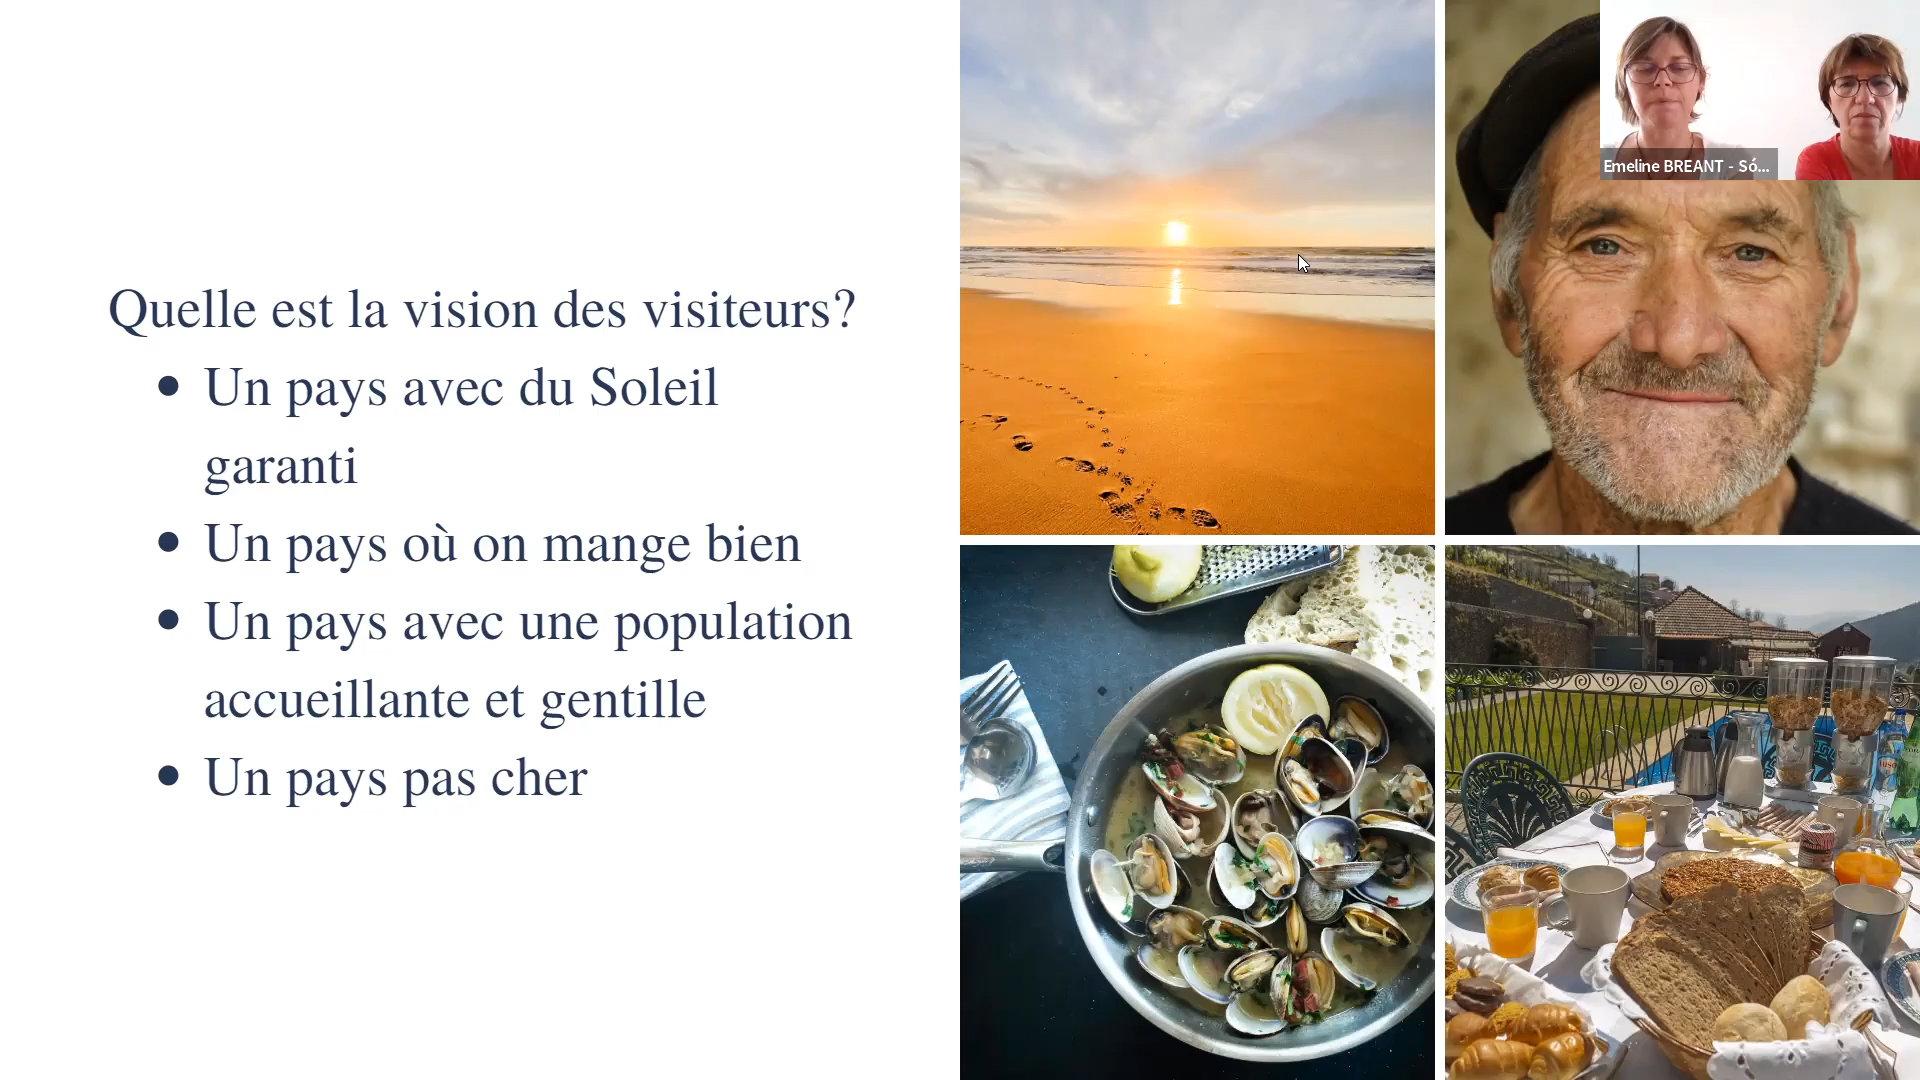 Quelle est la vision des visiteurs?
• Un pays avec du Soleil
garanti
• Un pays où on mange bien
• Un pays avec une population
accueillante et gentille
• Un pays pas cher
Emeline BREANT - Só...